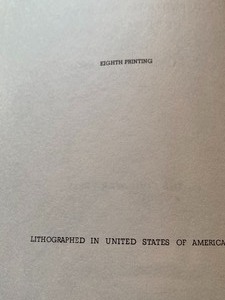 EIGHTH PRINTING
LITHOGRAPHED IN UNITED STATES OF AMERICA